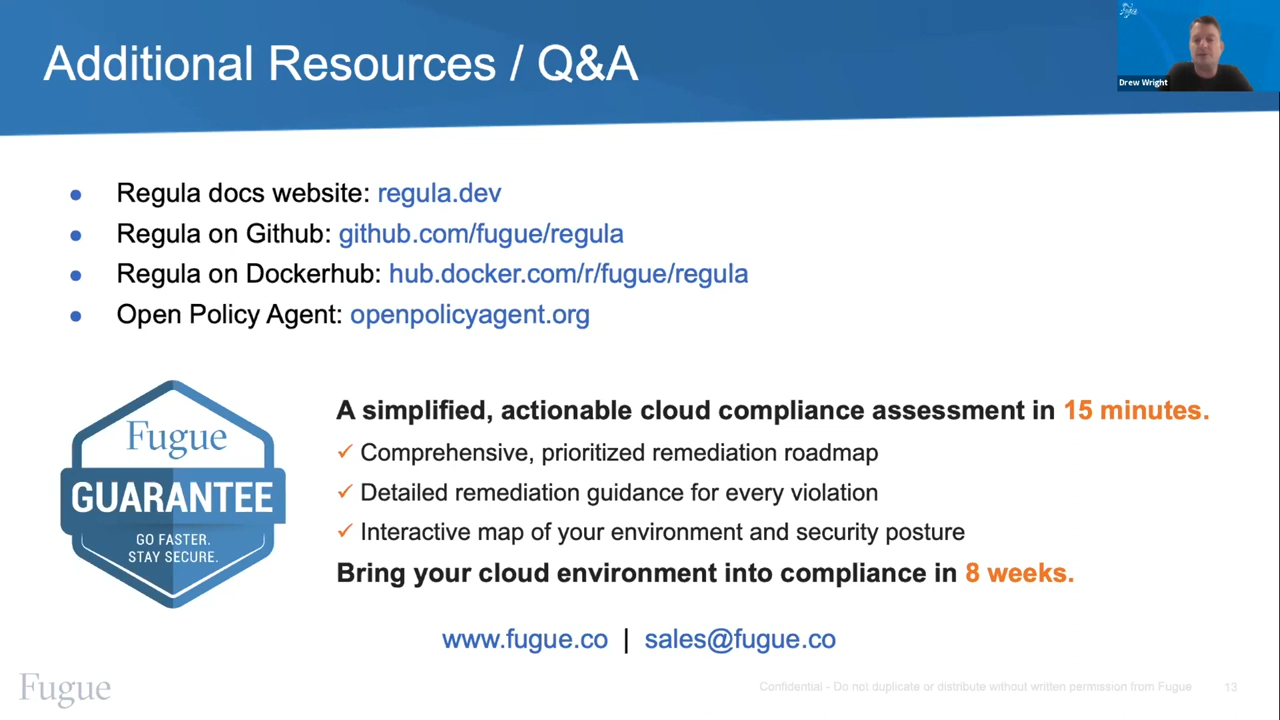 Additional Resources / Q&A
Fugue
Drew Wright
Regula docs website: regula.dev
Regula on Github: github.com/fugue/regula
Regula on Dockerhub: hub.docker.com/r/fugue/regula
Open Policy Agent: openpolicyagent.org
Fugue
GUARANTEE
GO FASTER.
STAY SECURE.
A simplified, actionable cloud compliance assessment in 15 minutes.
✓ Comprehensive, prioritized remediation roadmap
✓ Detailed remediation guidance for every violation
✓ Interactive map of your environment and security posture
Bring your cloud environment into compliance in 8 weeks.
www.fugue.co | sales@fugue.co
Fugue
Confidential - Do not duplicate or distribute without written permission from Fugue
13